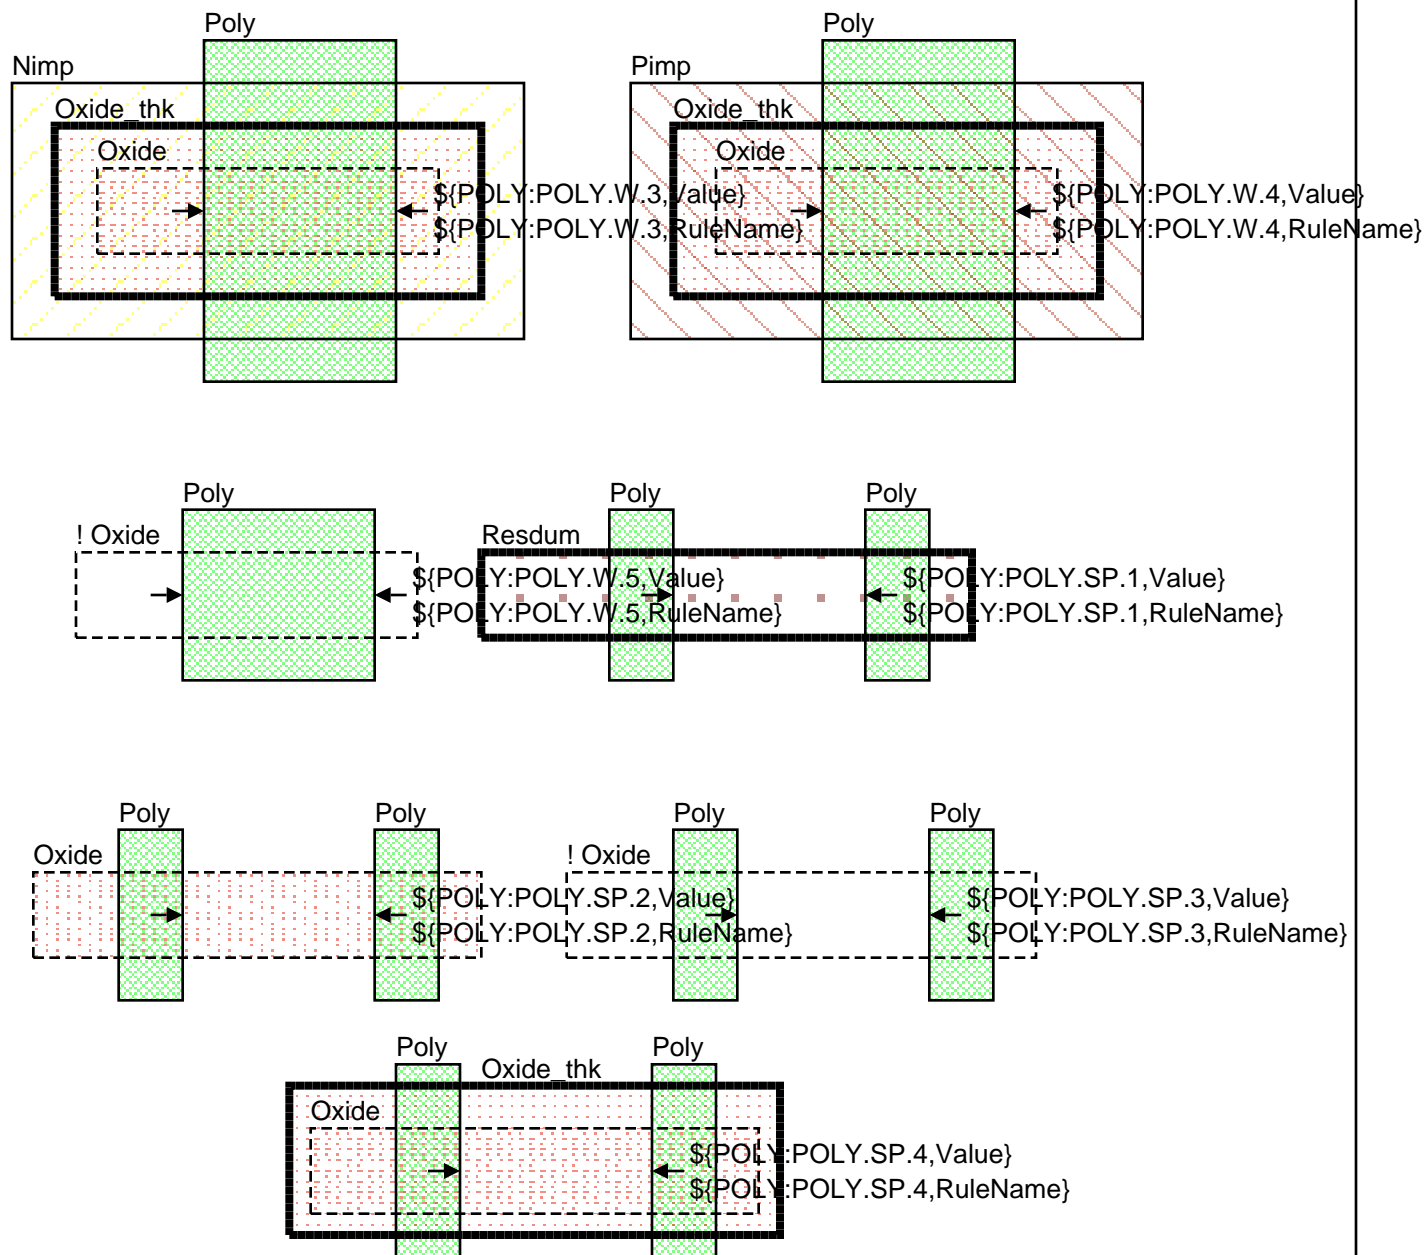 Poly
Nimp
Oxide_thk
Oxide
${POLY:POLY.W.3,Value}
${POLY:POLY.W.3,RuleName}
Poly
Pimp
Oxide_thk
Oxide
${POLY:POLY.W.4,Value}
${POLY:POLY.W.4,RuleName}
Poly
! Oxide
${POLY:POLY.W.5,Value}
${POLY:POLY.W.5,RuleName}
Poly
Poly
Resdum
${POLY:POLY.SP.1,Value}
${POLY:POLY.SP.1,RuleName}
Poly
Poly
Oxide
${POLY:POLY.SP.2,Value}
${POLY:POLY.SP.2,RuleName}
Poly
Poly
! Oxide
${POLY:POLY.SP.3,Value}
${POLY:POLY.SP.3,RuleName}
Poly
Poly
Oxide_thk
Oxide
${POLY:POLY.SP.4,Value}
${POLY:POLY.SP.4,RuleName}